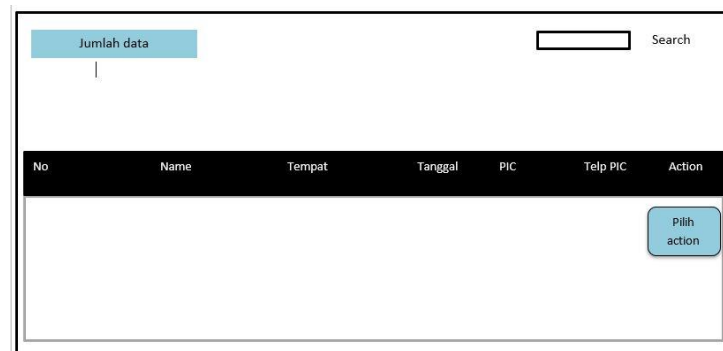 Jumlah data
Search
No Name Tempat Tanggal PIC Telp PIC Action
Pilih
action